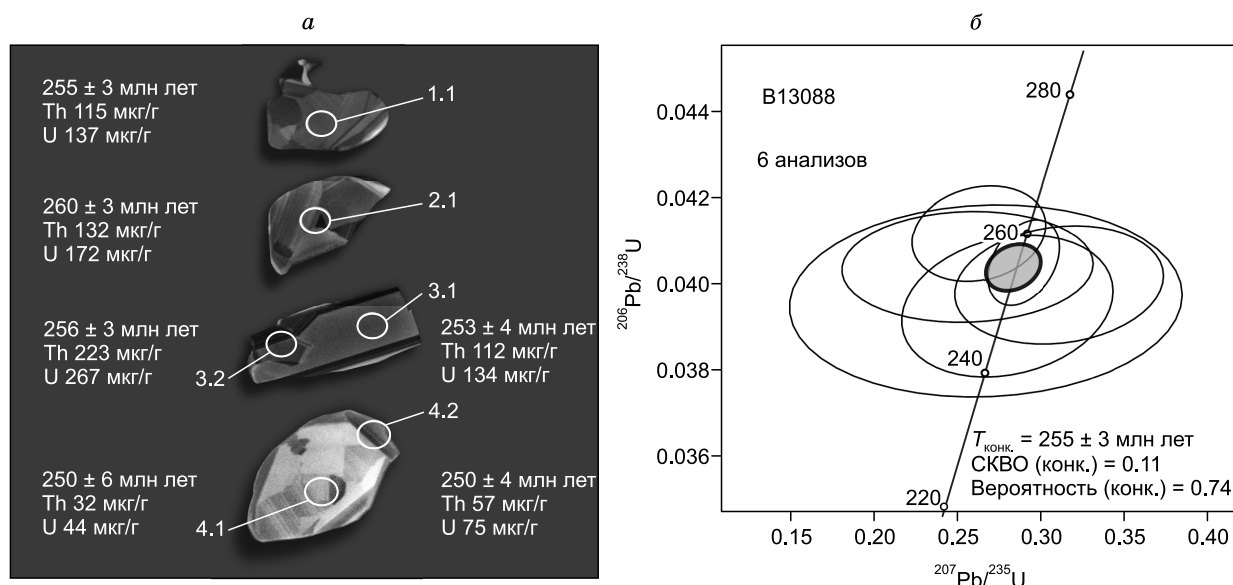 а
255 ± 3 млн лет
Th 115 мкг/г
U 137 мкг/г
1.1
260 ± 3 млн лет
Th 132 мкг/г
U 172 мкг/г
2.1
256 ± 3 млн лет
Th 223 мкг/г
U 267 мкг/г
3.2
3.1
253 ± 4 млн лет
Th 112 мкг/г
U 134 мкг/г
4.2
250 ± 6 млн лет
Th 32 мкг/г
U 44 мкг/г
4.1
250 ± 4 млн лет
Th 57 мкг/г
U 75 мкг/г
б
В13088
6 анализов
280
260
240
220
0.044
0.042
0.040
0.038
0.036
²⁰⁶Pb/²³⁸U
Tконк. = 255 ± 3 млн лет
СКВО (конк.) = 0.11
Вероятность (конк.) = 0.74
0.15 0.20 0.25 0.30 0.35 0.40
²⁰⁷Pb/²³⁵U